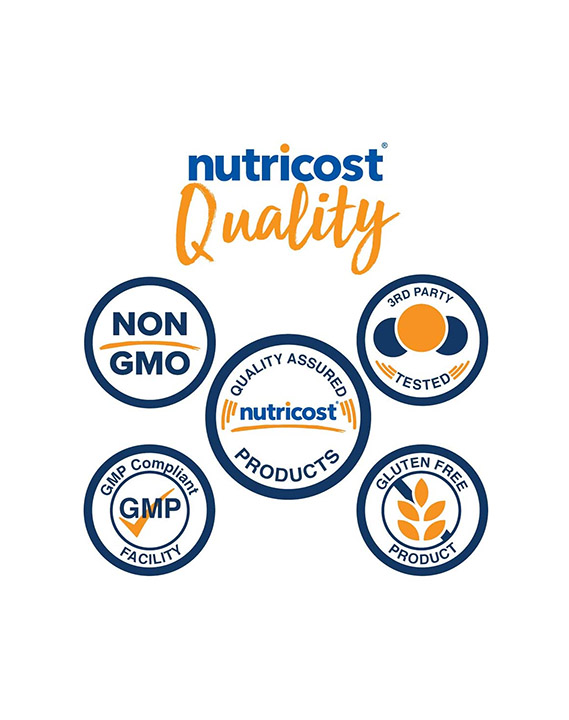 nutricost®
Quality
NON
GMO
3RD PARTY
TESTED
QUALITY ASSURED
nutricost®
PRODUCTS
GMP Compliant
GMP
FACILITY
GLUTEN FREE
PRODUCT